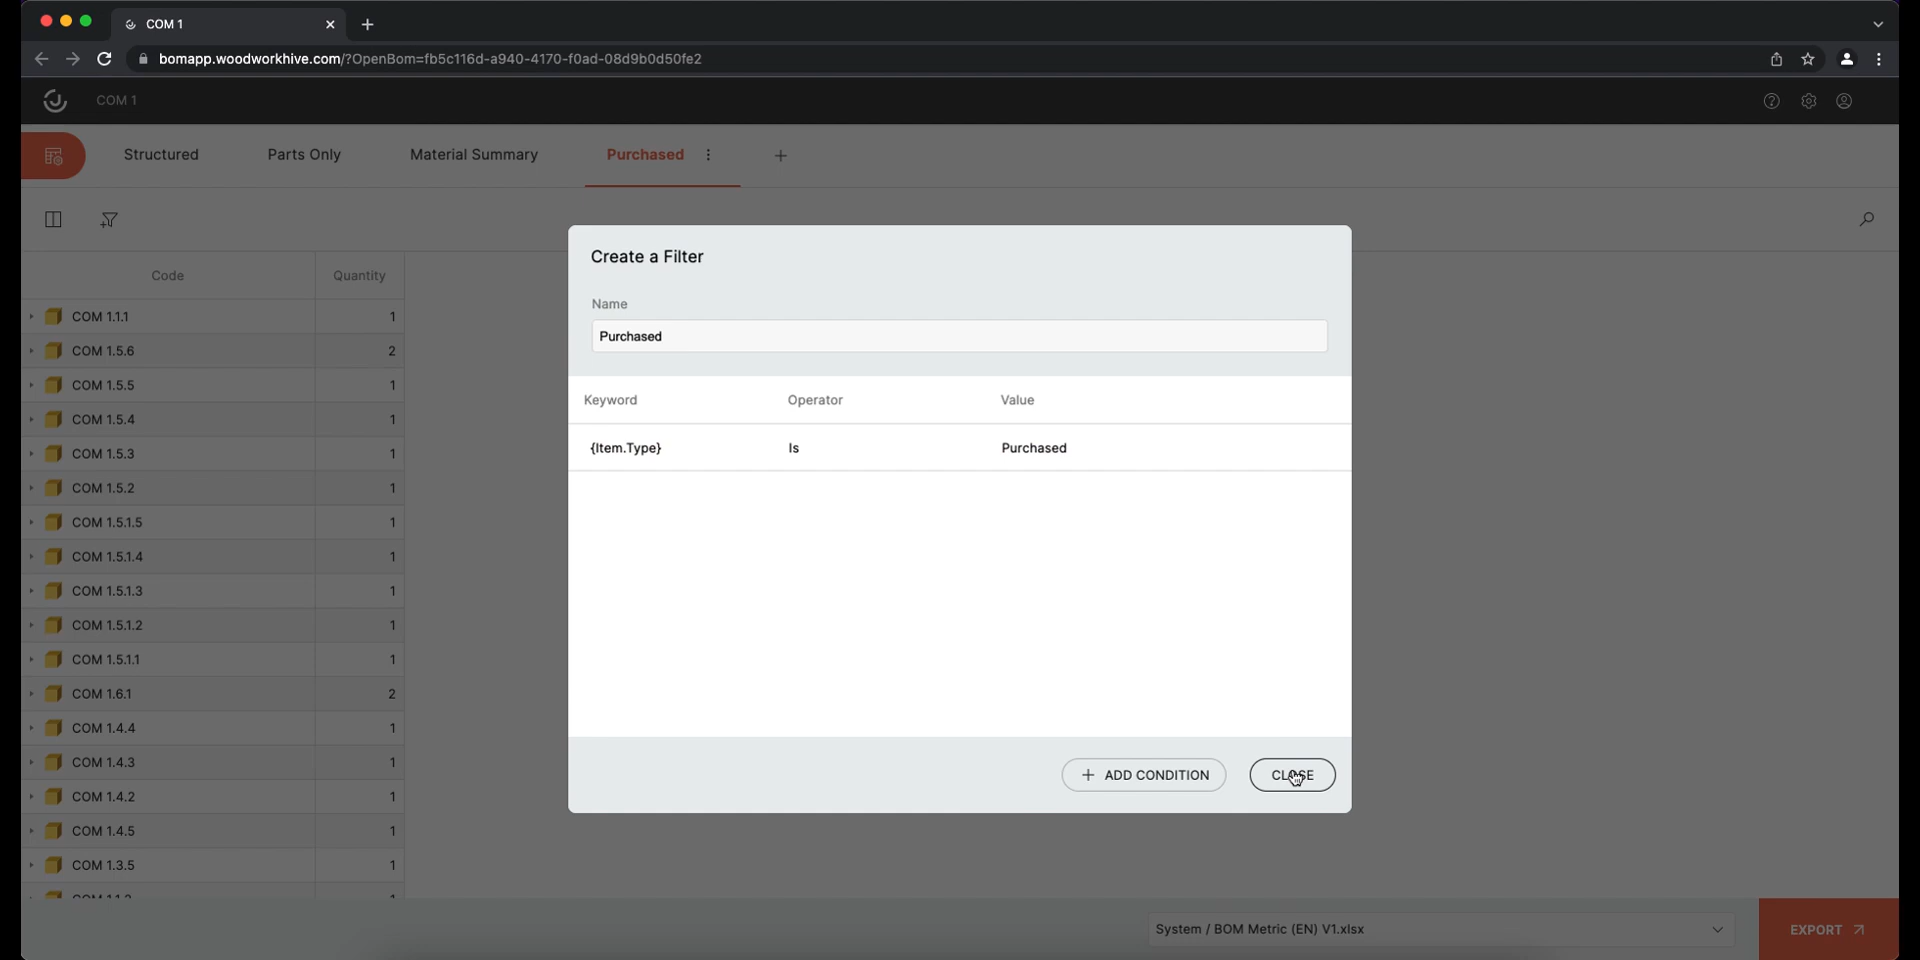 COM 1
bomapp.woodworkhive.com/?OpenBom=fb5c116d-a940-4170-f0ad-08d9b0d50fe2
COM 1
Structured Parts Only Material Summary Purchased
Code Quantity
COM 1.1.1 1
COM 1.5.6 2
COM 1.5.5 1
COM 1.5.4 1
COM 1.5.3 1
COM 1.5.2 1
COM 1.5.1.5 1
COM 1.5.1.4 1
COM 1.5.1.3 1
COM 1.5.1.2 1
COM 1.5.1.1 1
COM 1.6.1 2
COM 1.4.4 1
COM 1.4.3 1
COM 1.4.2 1
COM 1.4.5 1
COM 1.3.5 1
Create a Filter
Name
Purchased
Keyword Operator Value
{Item.Type} Is Purchased
ADD CONDITION CLOSE
System / BOM Metric (EN) V1.xlsx
EXPORT